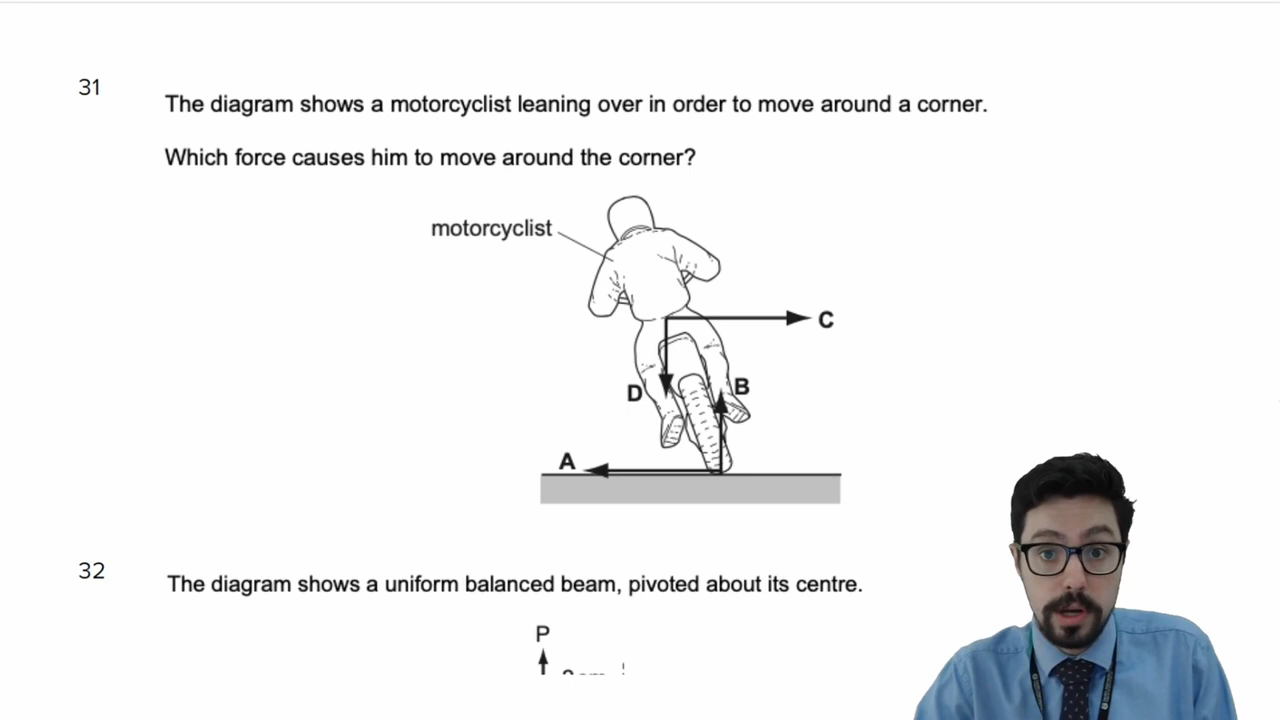 31
The diagram shows a motorcyclist leaning over in order to move around a corner.
Which force causes him to move around the corner?
motorcyclist
C
D
B
A
32
The diagram shows a uniform balanced beam, pivoted about its centre.
P